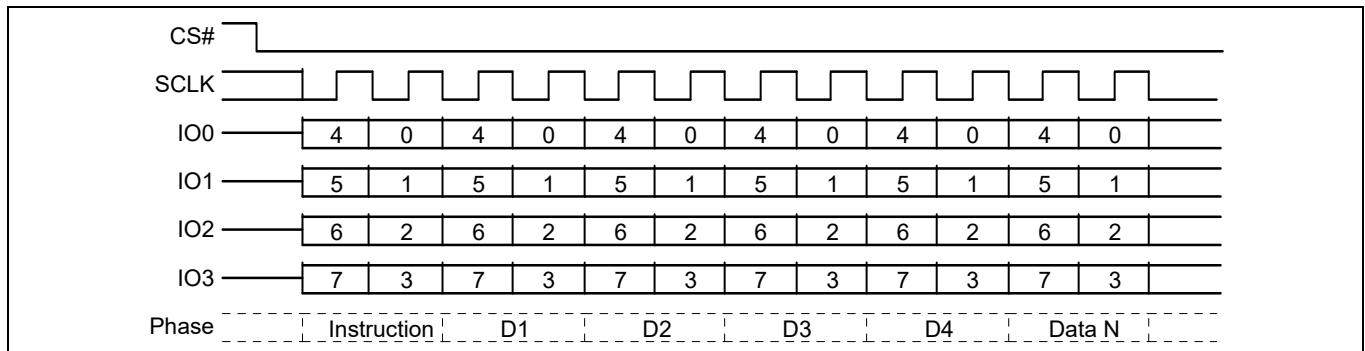 CS#
SCLK
IO0 4 0 4 0 4 0 4 0 4 0 4 0
IO1 5 1 5 1 5 1 5 1 5 1 5 1
IO2 6 2 6 2 6 2 6 2 6 2 6 2
IO3 7 3 7 3 7 3 7 3 7 3 7 3
Phase Instruction D1 D2 D3 D4 Data N